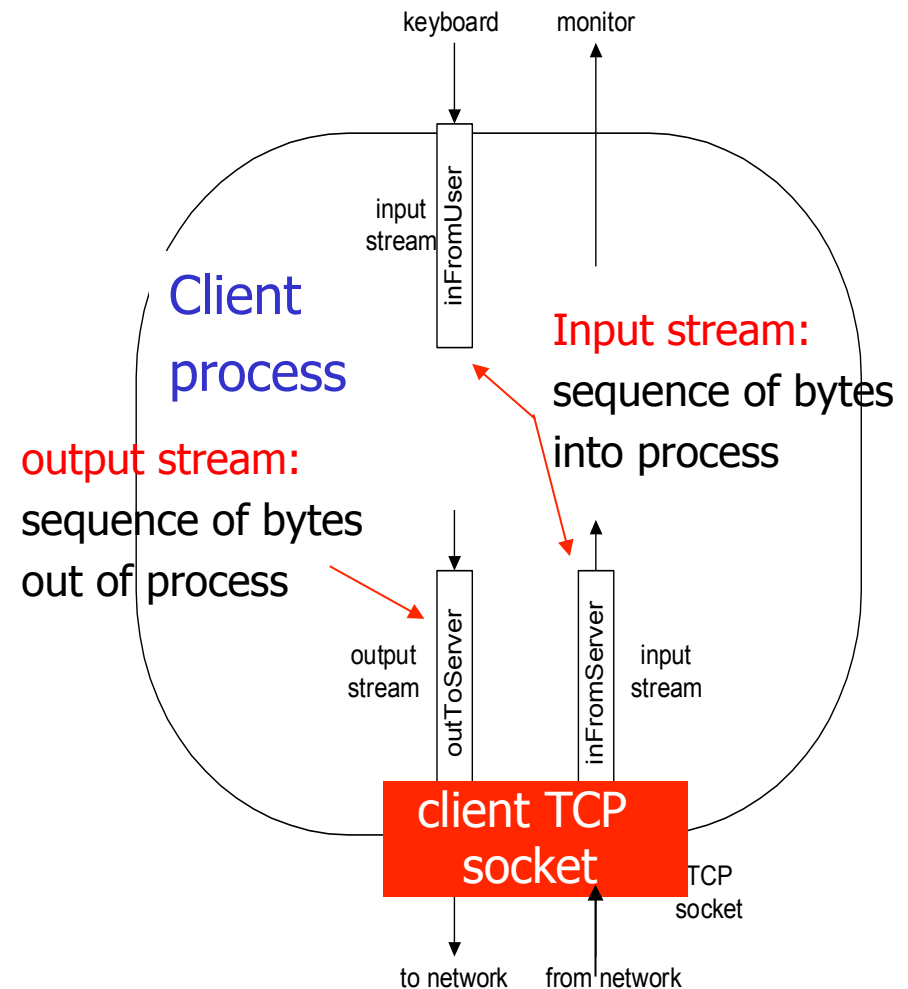 keyboard
monitor
inFromUser
input
stream
Client
process
Input stream:
sequence of bytes
into process
output stream:
sequence of bytes
out of process
output
stream
outToServer
inFromServer
input
stream
client TCP
socket
TCP
socket
to network
from network